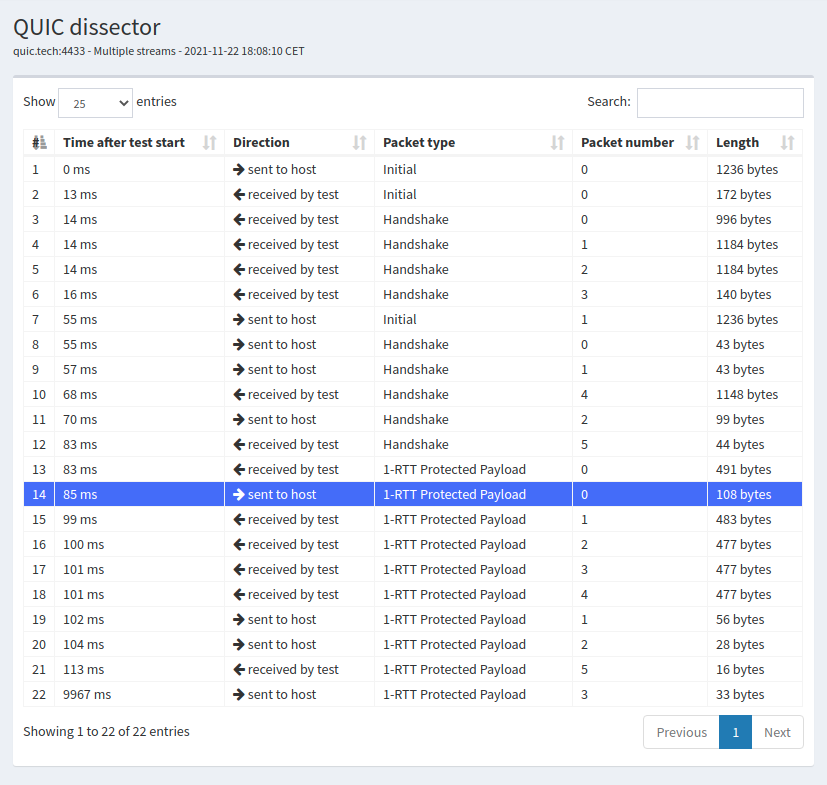 QUIC dissector
quic.tech:4433 - Multiple streams - 2021-11-22 18:08:10 CET
Show 25 entries Search:
# Time after test start Direction Packet type Packet number Length
1 0 ms → sent to host Initial 0 1236 bytes
2 13 ms ← received by test Initial 0 172 bytes
3 14 ms ← received by test Handshake 0 996 bytes
4 14 ms ← received by test Handshake 1 1184 bytes
5 14 ms ← received by test Handshake 2 1184 bytes
6 16 ms ← received by test Handshake 3 140 bytes
7 55 ms → sent to host Initial 1 1236 bytes
8 55 ms → sent to host Handshake 0 43 bytes
9 57 ms → sent to host Handshake 1 43 bytes
10 68 ms ← received by test Handshake 4 1148 bytes
11 70 ms → sent to host Handshake 2 99 bytes
12 83 ms ← received by test Handshake 5 44 bytes
13 83 ms ← received by test 1-RTT Protected Payload 0 491 bytes
14 85 ms → sent to host 1-RTT Protected Payload 0 108 bytes
15 99 ms ← received by test 1-RTT Protected Payload 1 483 bytes
16 100 ms ← received by test 1-RTT Protected Payload 2 477 bytes
17 101 ms ← received by test 1-RTT Protected Payload 3 477 bytes
18 101 ms ← received by test 1-RTT Protected Payload 4 477 bytes
19 102 ms → sent to host 1-RTT Protected Payload 1 56 bytes
20 104 ms → sent to host 1-RTT Protected Payload 2 28 bytes
21 113 ms ← received by test 1-RTT Protected Payload 5 16 bytes
22 9967 ms → sent to host 1-RTT Protected Payload 3 33 bytes
Showing 1 to 22 of 22 entries Previous 1 Next